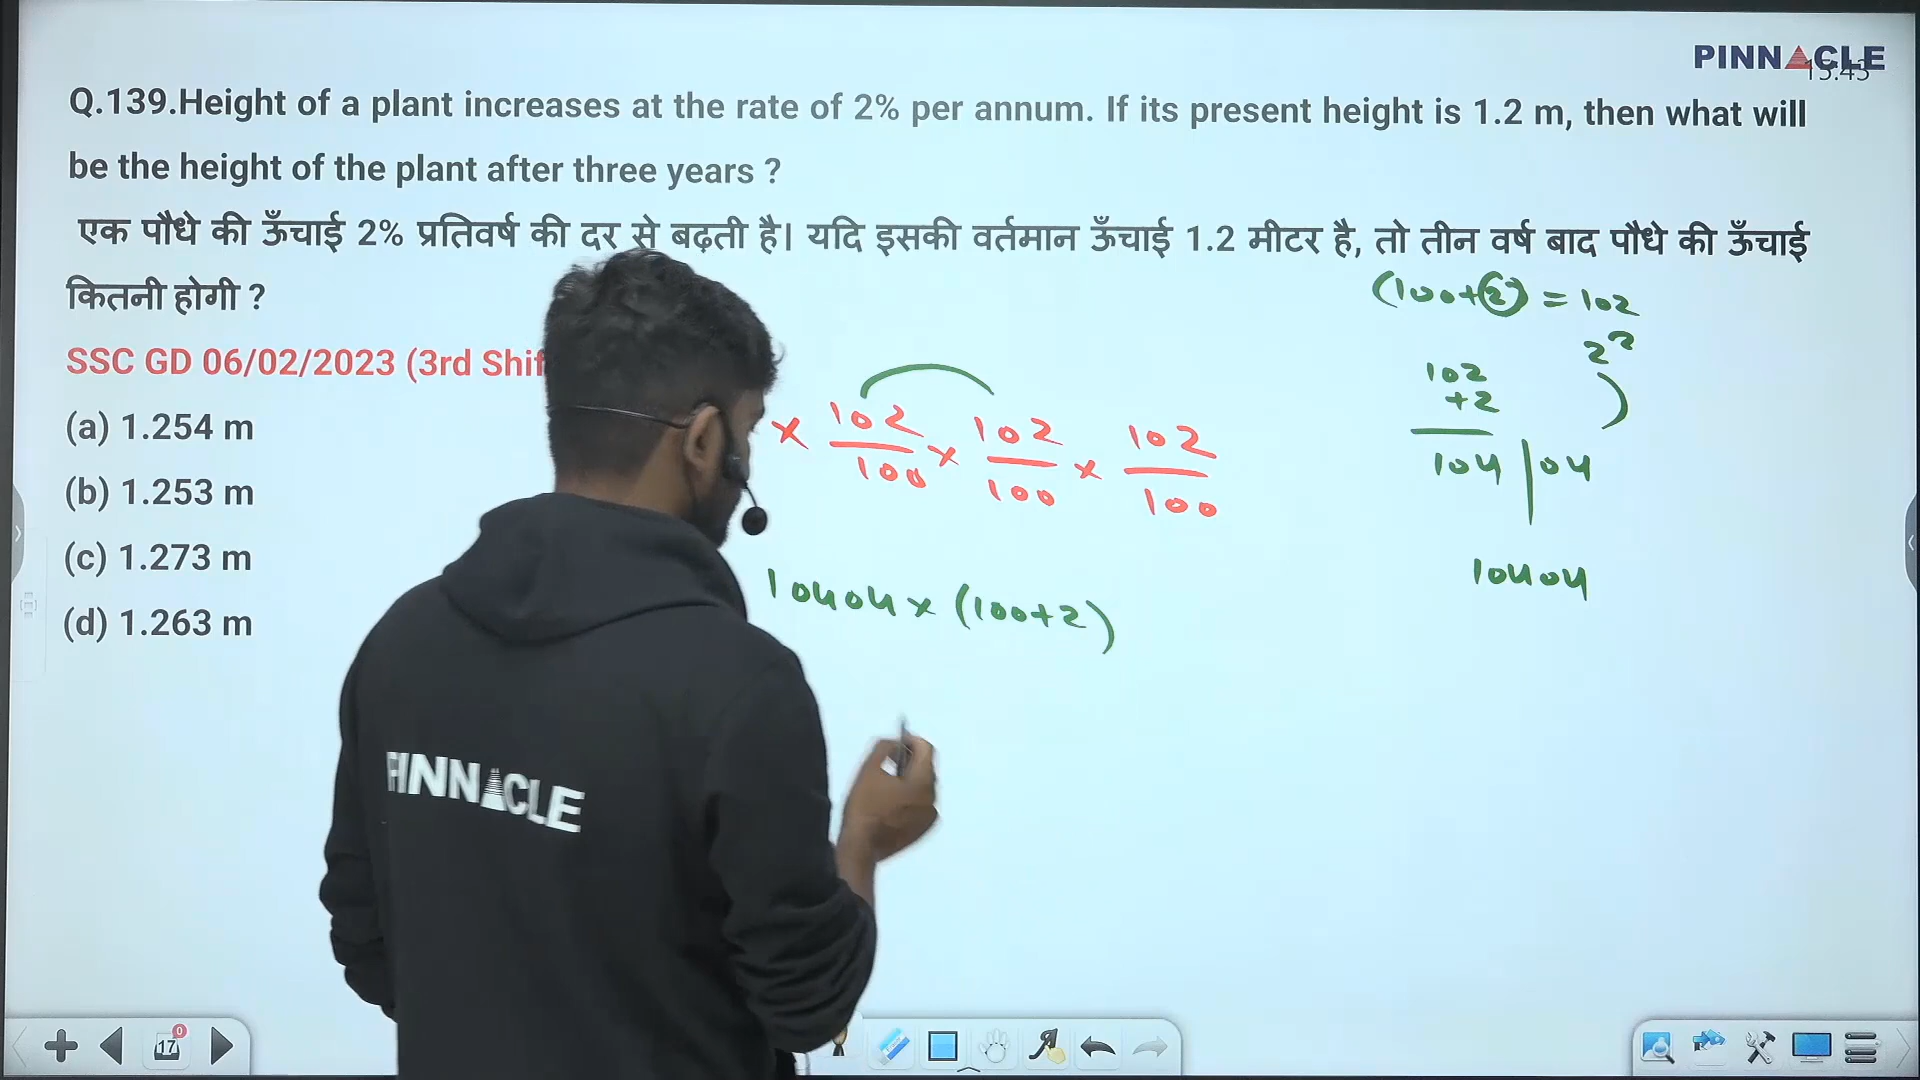 PINNACLE
15:43
Q.139.Height of a plant increases at the rate of 2% per annum. If its present height is 1.2 m, then what will
be the height of the plant after three years ?
एक पौधे की ऊँचाई 2% प्रतिवर्ष की दर से बढ़ती है। यदि इसकी वर्तमान ऊँचाई 1.2 मीटर है, तो तीन वर्ष बाद पौधे की ऊँचाई
कितनी होगी ?
SSC GD 06/02/2023 (3rd Shif
(a) 1.254 m
(b) 1.253 m
(c) 1.273 m
(d) 1.263 m
× 102/100 × 102/100 × 102/100
10404 × (100+2)
(100+2) = 102
2²
102
+2
104 | 04
10404
PINNACLE
17
0